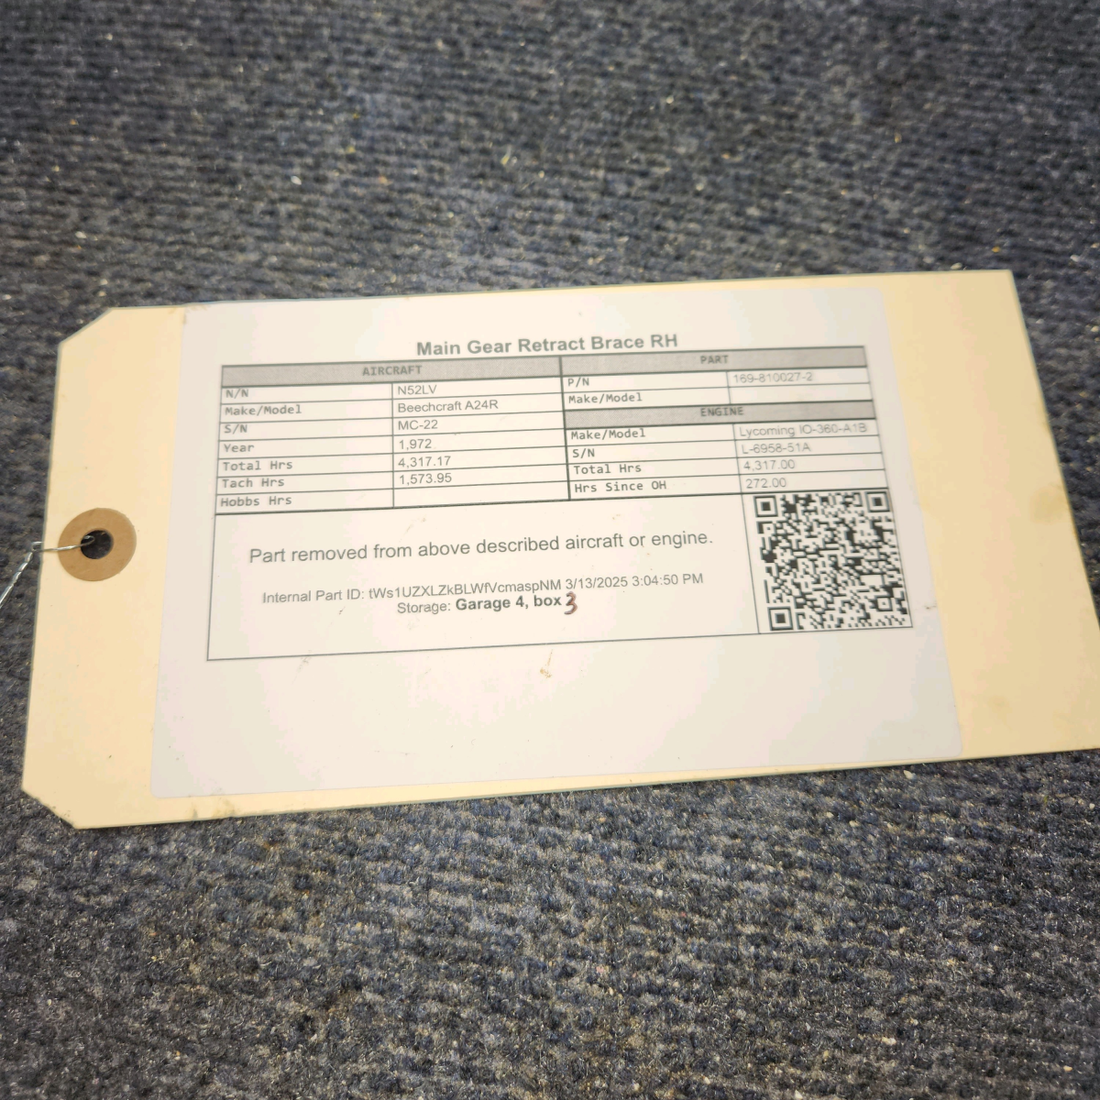 Main Gear Retract Brace RH
AIRCRAFT
N/N N52LV
Make/Model Beechcraft A24R
S/N MC-22
Year 1,972
Total Hrs 4,317.17
Tach Hrs 1,573.95
Hobbs Hrs
PART
P/N 169-810027-2
Make/Model
ENGINE
Make/Model Lycoming IO-360-A1B
S/N L-6958-51A
Total Hrs 4,317.00
Hrs Since OH 272.00
Part removed from above described aircraft or engine.
Internal Part ID: tWs1UZXLZkBLWfVcmaspNM 3/13/2025 3:04:50 PM
Storage: Garage 4, box 3